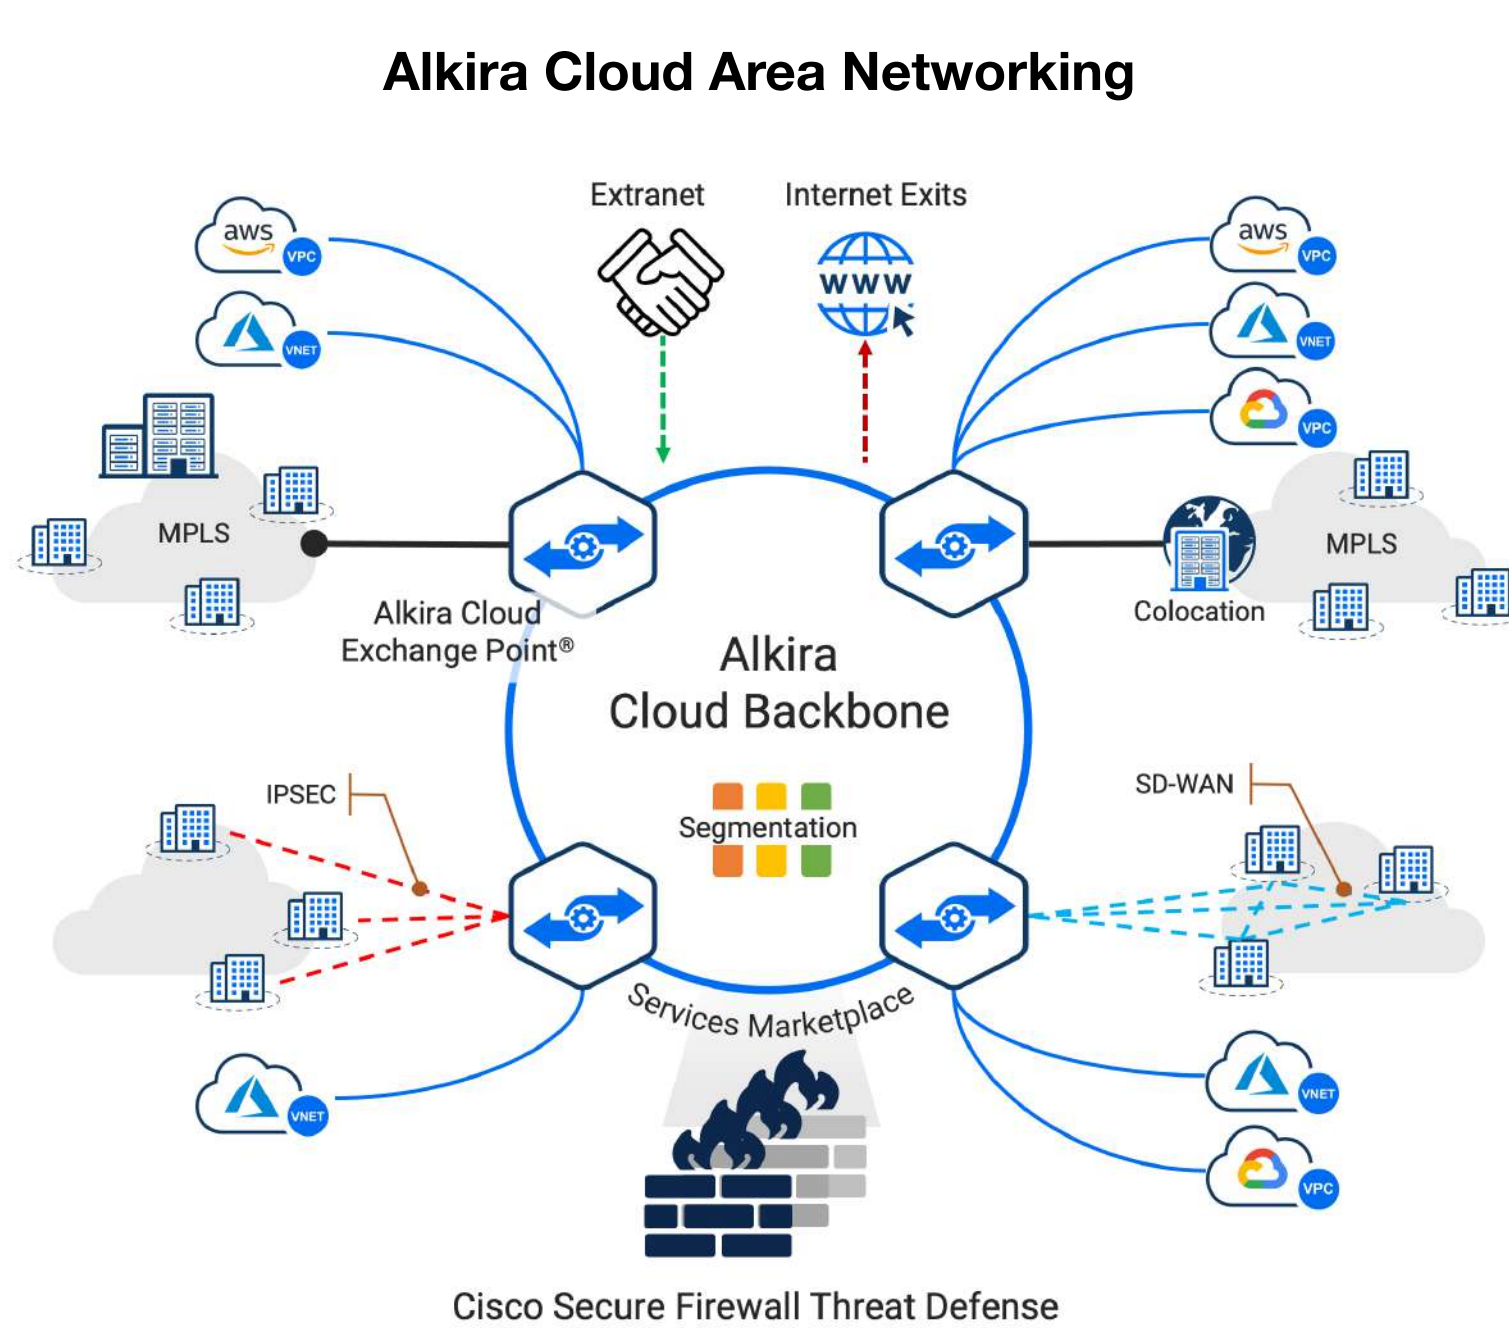 Alkira Cloud Area Networking
Extranet
Internet Exits
aws
VPC
VNET
www
aws
VPC
VNET
VPC
MPLS
Alkira Cloud
Exchange Point®
Colocation
MPLS
Alkira
Cloud Backbone
IPSEC
SD-WAN
Segmentation
Services Marketplace
VNET
VNET
VPC
Cisco Secure Firewall Threat Defense